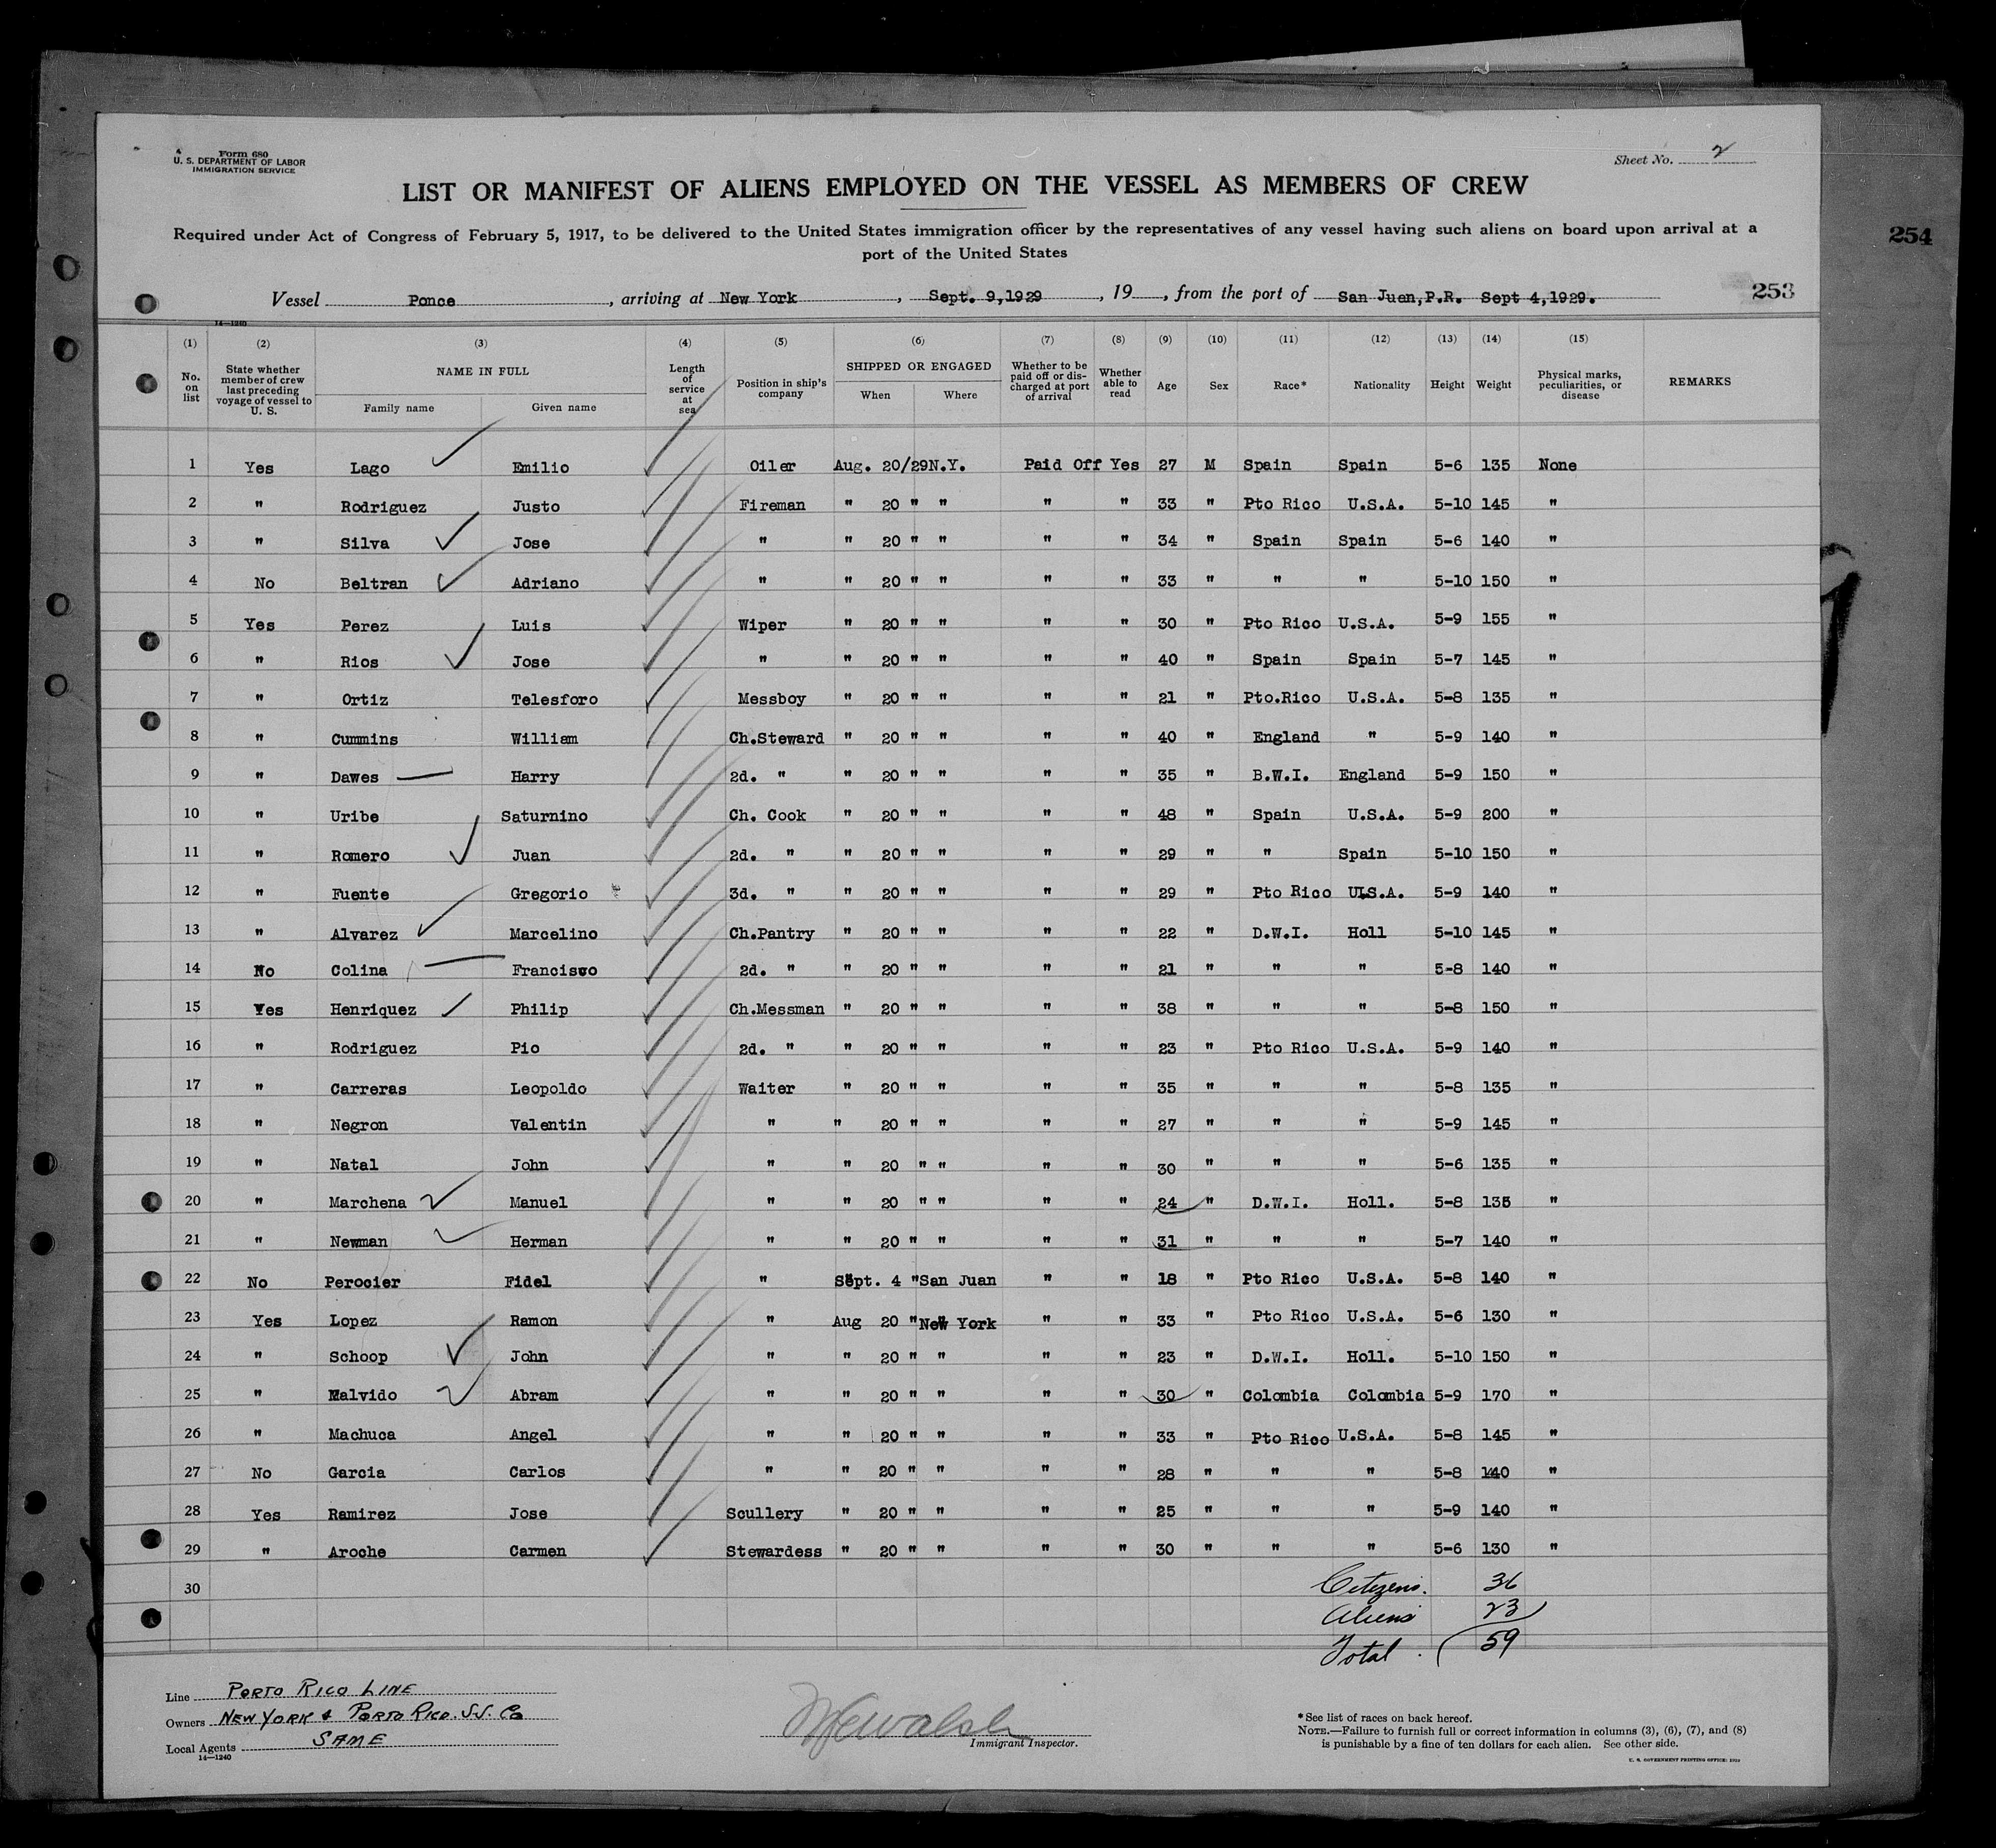 Form 680
U. S. DEPARTMENT OF LABOR
IMMIGRATION SERVICE
Sheet No. 2
LIST OR MANIFEST OF ALIENS EMPLOYED ON THE VESSEL AS MEMBERS OF CREW
Required under Act of Congress of February 5, 1917, to be delivered to the United States immigration officer by the representatives of any vessel having such aliens on board upon arrival at a
port of the United States
254
Vessel Ponce, arriving at New York, Sept. 9,1929, 19, from the port of San Juan,P.R. Sept 4,1929.
253
14—1240
(1) (2) (3) (4) (5) (6) (7) (8) (9) (10) (11) (12) (13) (14) (15)
No. on list State whether member of crew last preceding voyage of vessel to U. S. NAME IN FULL Family name Given name Length of service at sea Position in ship's company SHIPPED OR ENGAGED When Where Whether to be paid off or discharged at port of arrival Whether able to read Age Sex Race* Nationality Height Weight Physical marks, peculiarities, or disease REMARKS
1 Yes Lago Emilio Oiler Aug. 20/29 N.Y. Paid Off Yes 27 M Spain Spain 5-6 135 None
2 " Rodriguez Justo Fireman " 20 " " " " 33 " Pto Rico U.S.A. 5-10 145 "
3 " Silva Jose " " 20 " " " " 34 " Spain Spain 5-6 140 "
4 No Beltran Adriano " " 20 " " " " 33 " " " 5-10 150 "
5 Yes Perez Luis Wiper " 20 " " " " 30 " Pto Rico U.S.A. 5-9 155 "
6 " Rios Jose " " 20 " " " " 40 " Spain Spain 5-7 145 "
7 " Ortiz Telesforo Messboy " 20 " " " " 21 " Pto.Rico U.S.A. 5-8 135 "
8 " Cummins William Ch.Steward " 20 " " " " 40 " England " 5-9 140 "
9 " Dawes Harry 2d. " " 20 " " " " 35 " B.W.I. England 5-9 150 "
10 " Uribe Saturnino Ch. Cook " 20 " " " " 48 " Spain U.S.A. 5-9 200 "
11 " Romero Juan 2d. " " 20 " " " " 29 " " Spain 5-10 150 "
12 " Fuente Gregorio 3d. " " 20 " " " " 29 " Pto Rico U.S.A. 5-9 140 "
13 " Alvarez Marcelino Ch.Pantry " 20 " " " " 22 " D.W.I. Holl 5-10 145 "
14 No Colina Francisco 2d. " " 20 " " " " 21 " " " 5-8 140 "
15 Yes Henriquez Philip Ch.Messman " 20 " " " " 38 " " " 5-8 150 "
16 " Rodriguez Pio 2d. " " 20 " " " " 23 " Pto Rico U.S.A. 5-9 140 "
17 " Carreras Leopoldo Waiter " 20 " " " " 35 " " " 5-8 135 "
18 " Negron Valentin " " 20 " " " " 27 " " " 5-9 145 "
19 " Natal John " " 20 " " " " 30 " " " 5-6 135 "
20 " Marchena Manuel " " 20 " " " " 24 " D.W.I. Holl. 5-8 135 "
21 " Newman Herman " " 20 " " " " 31 " " " 5-7 140 "
22 No Perocier Fidel " Sept. 4 " San Juan " " 18 " Pto Rico U.S.A. 5-8 140 "
23 Yes Lopez Ramon " Aug 20 " New York " " 33 " Pto Rico U.S.A. 5-6 130 "
24 " Schoop John " " 20 " " " " 23 " D.W.I. Holl. 5-10 150 "
25 " Malvido Abram " " 20 " " " " 30 " Colombia Colombia 5-9 170 "
26 " Machuca Angel " " 20 " " " " 33 " Pto Rico U.S.A. 5-8 145 "
27 No Garcia Carlos " " 20 " " " " 28 " " " 5-8 140 "
28 Yes Ramirez Jose Scullery " 20 " " " " 25 " " " 5-9 140 "
29 " Aroche Carmen Stewardess " 20 " " " " 30 " " " 5-6 130 "
30
Citizens. 36
Aliens 23
Total. 59
Line PORTO RICO LINE
Owners NEW YORK & PORTO RICO. S.S. Co
Local Agents SAME
14—1240
Immigrant Inspector.
*See list of races on back hereof.
NOTE.—Failure to furnish full or correct information in columns (3), (6), (7), and (8)
is punishable by a fine of ten dollars for each alien. See other side.